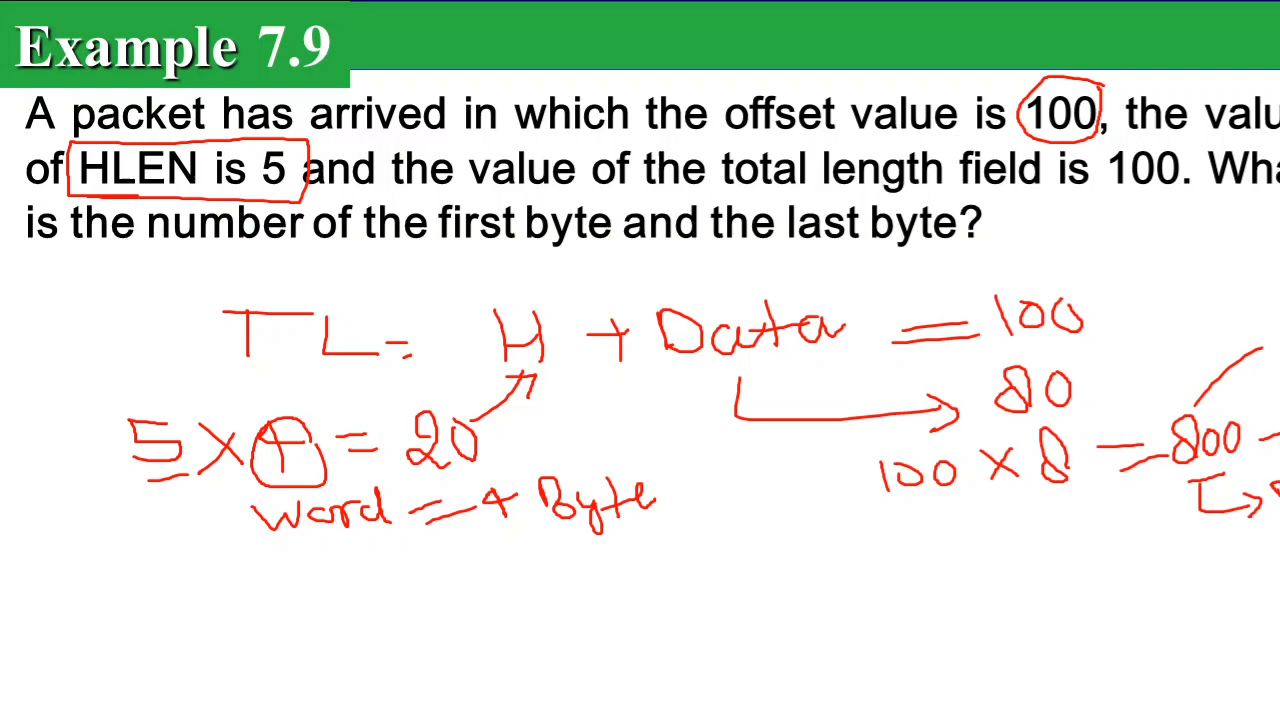 Example 7.9
A packet has arrived in which the offset value is 100, the valu
of HLEN is 5 and the value of the total length field is 100. Wha
is the number of the first byte and the last byte?
TL = H + Data = 100
80
5 × 4 = 20
100 × 8 = 800
word = 4 Byte